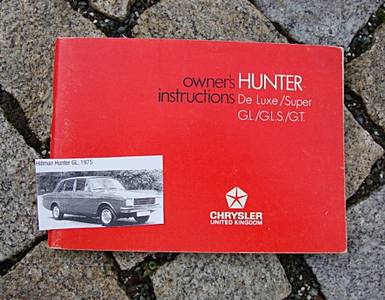 owner's HUNTER
instructions De Luxe/Super
G.L./G.L.S./G.T.
Hillman Hunter GL, 1975
CHRYSLER
UNITED KINGDOM